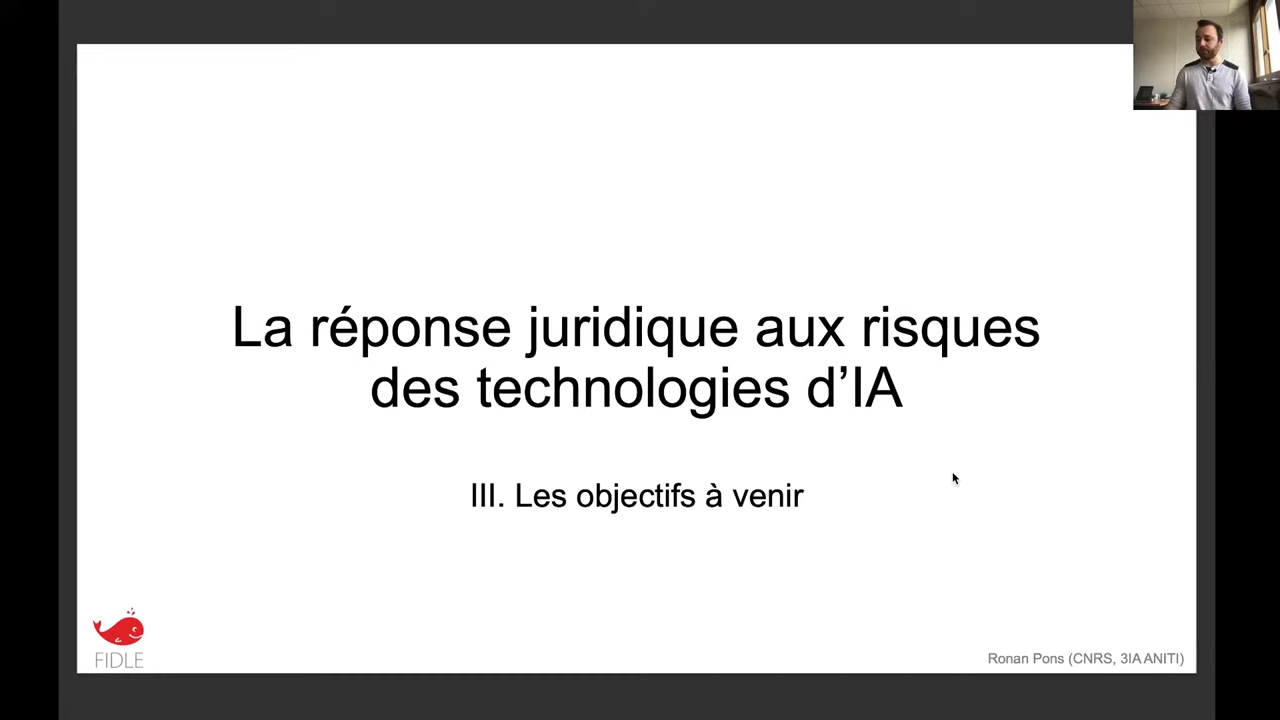 La réponse juridique aux risques
des technologies d’IA
III. Les objectifs à venir
FIDLE
Ronan Pons (CNRS, 3IA ANITI)